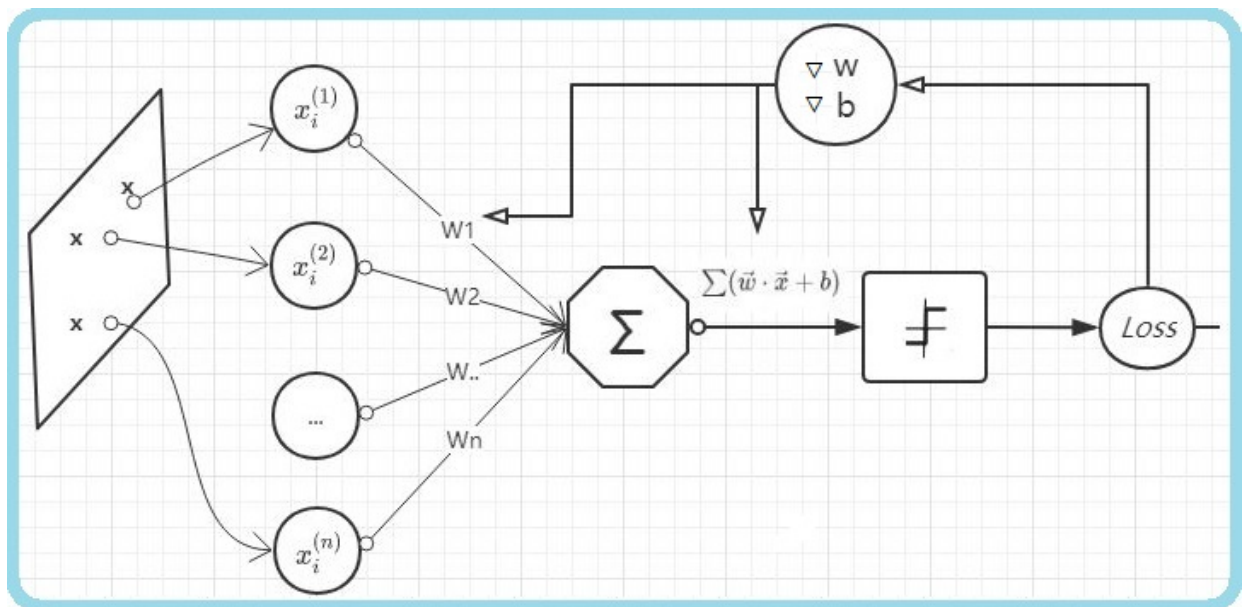 ▽ w
▽ b
x_i^{(1)}
x
W1
x
x_i^{(2)}
W2
∑(w⃗ · x⃗ + b)
x
∑
Loss
W..
...
Wn
x_i^{(n)}